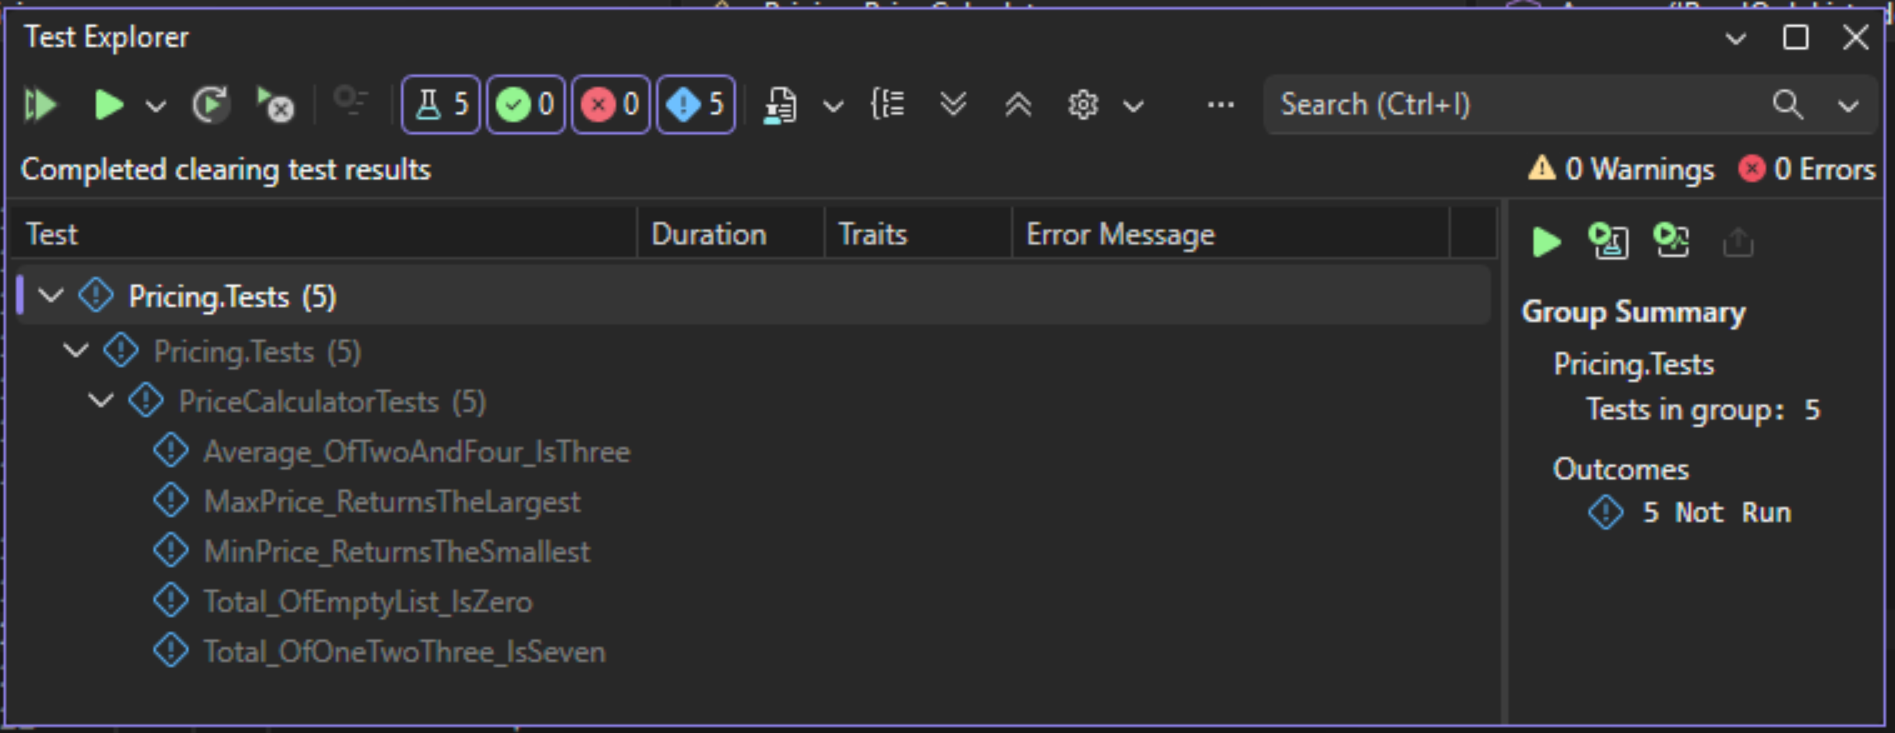 Test Explorer
5 0 0 5 Search (Ctrl+I)
Completed clearing test results 0 Warnings 0 Errors
Test Duration Traits Error Message
Pricing.Tests (5)
Pricing.Tests (5)
PriceCalculatorTests (5)
Average_OfTwoAndFour_IsThree
MaxPrice_ReturnsTheLargest
MinPrice_ReturnsTheSmallest
Total_OfEmptyList_IsZero
Total_OfOneTwoThree_IsSeven
Group Summary
Pricing.Tests
Tests in group: 5
Outcomes
5 Not Run